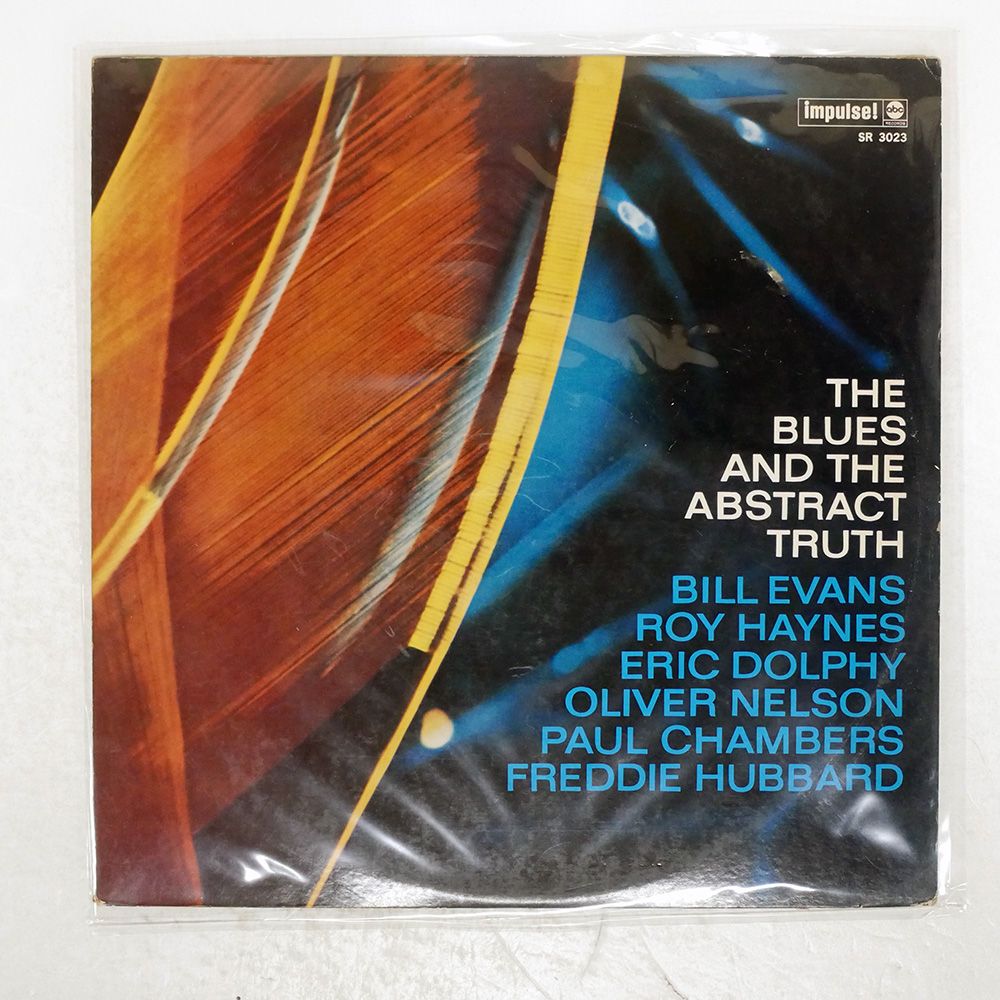 impulse!
abc
RECORDS
SR 3023
THE
BLUES
AND THE
ABSTRACT
TRUTH
BILL EVANS
ROY HAYNES
ERIC DOLPHY
OLIVER NELSON
PAUL CHAMBERS
FREDDIE HUBBARD